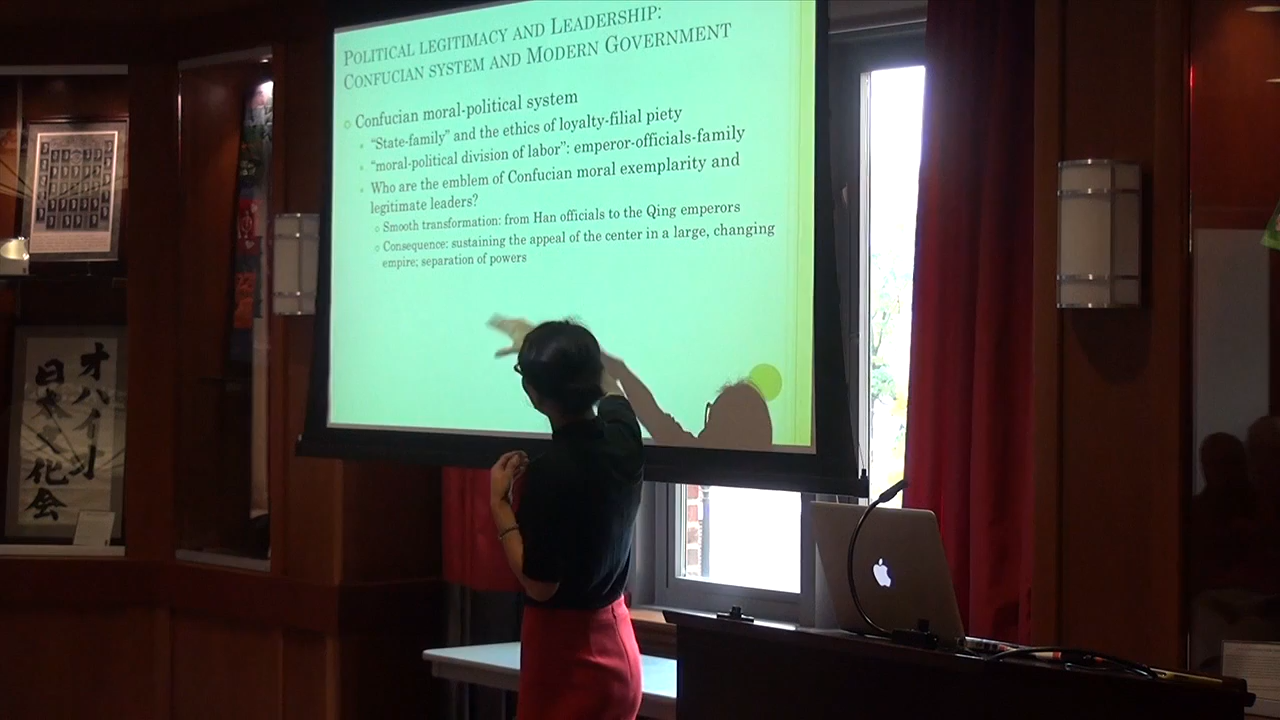 POLITICAL LEGITIMACY AND LEADERSHIP:
CONFUCIAN SYSTEM AND MODERN GOVERNMENT
Confucian moral-political system
“State-family” and the ethics of loyalty-filial piety
“moral-political division of labor”: emperor-officials-family
Who are the emblem of Confucian moral exemplarity and
legitimate leaders?
Smooth transformation: from Han officials to the Qing emperors
Consequence: sustaining the appeal of the center in a large, changing
empire; separation of powers
オハイオ
日本文化会